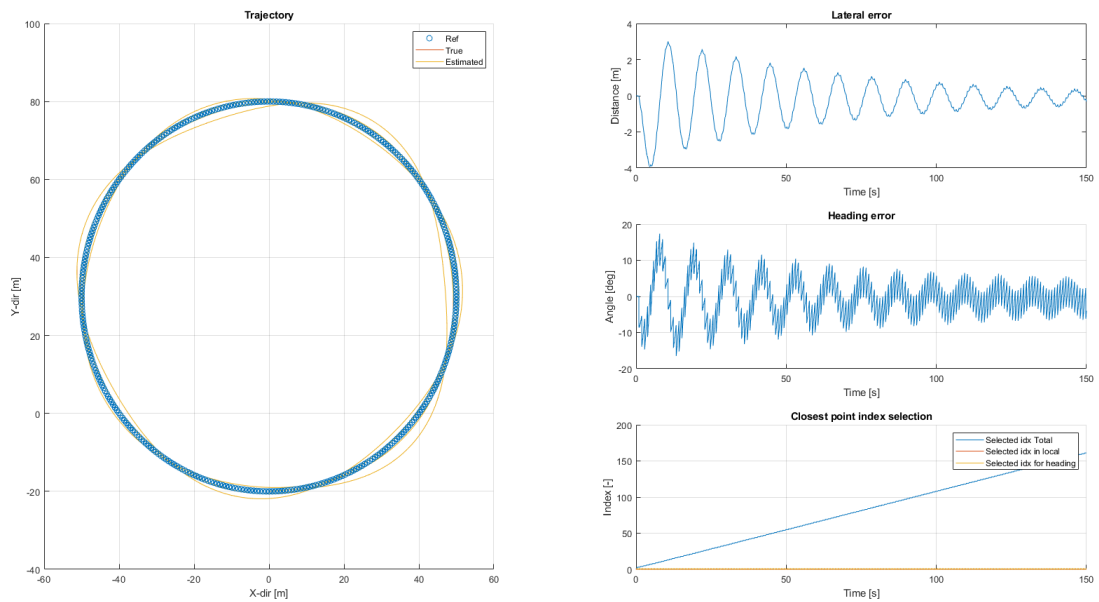 Trajectory
100
80
60
40
20
0
-20
-40
-60
-40
-20
0
20
40
60
X-dir [m]
Y-dir [m]
Ref
True
Estimated
Lateral error
4
2
0
-2
-4
0
50
100
150
Time [s]
Distance [m]
Heading error
20
10
0
-10
-20
0
50
100
150
Time [s]
Angle [deg]
Closest point index selection
200
150
100
50
0
0
50
100
150
Time [s]
Index [-]
Selected idx Total
Selected idx in local
Selected idx for heading